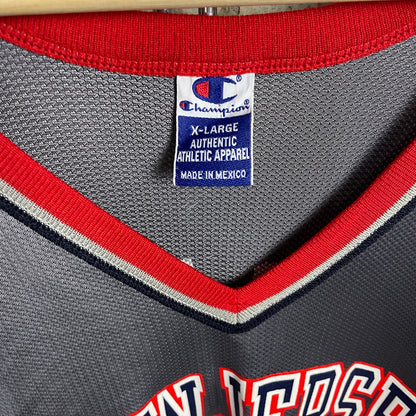 Champion
X-LARGE
AUTHENTIC
ATHLETIC APPAREL
MADE IN MEXICO